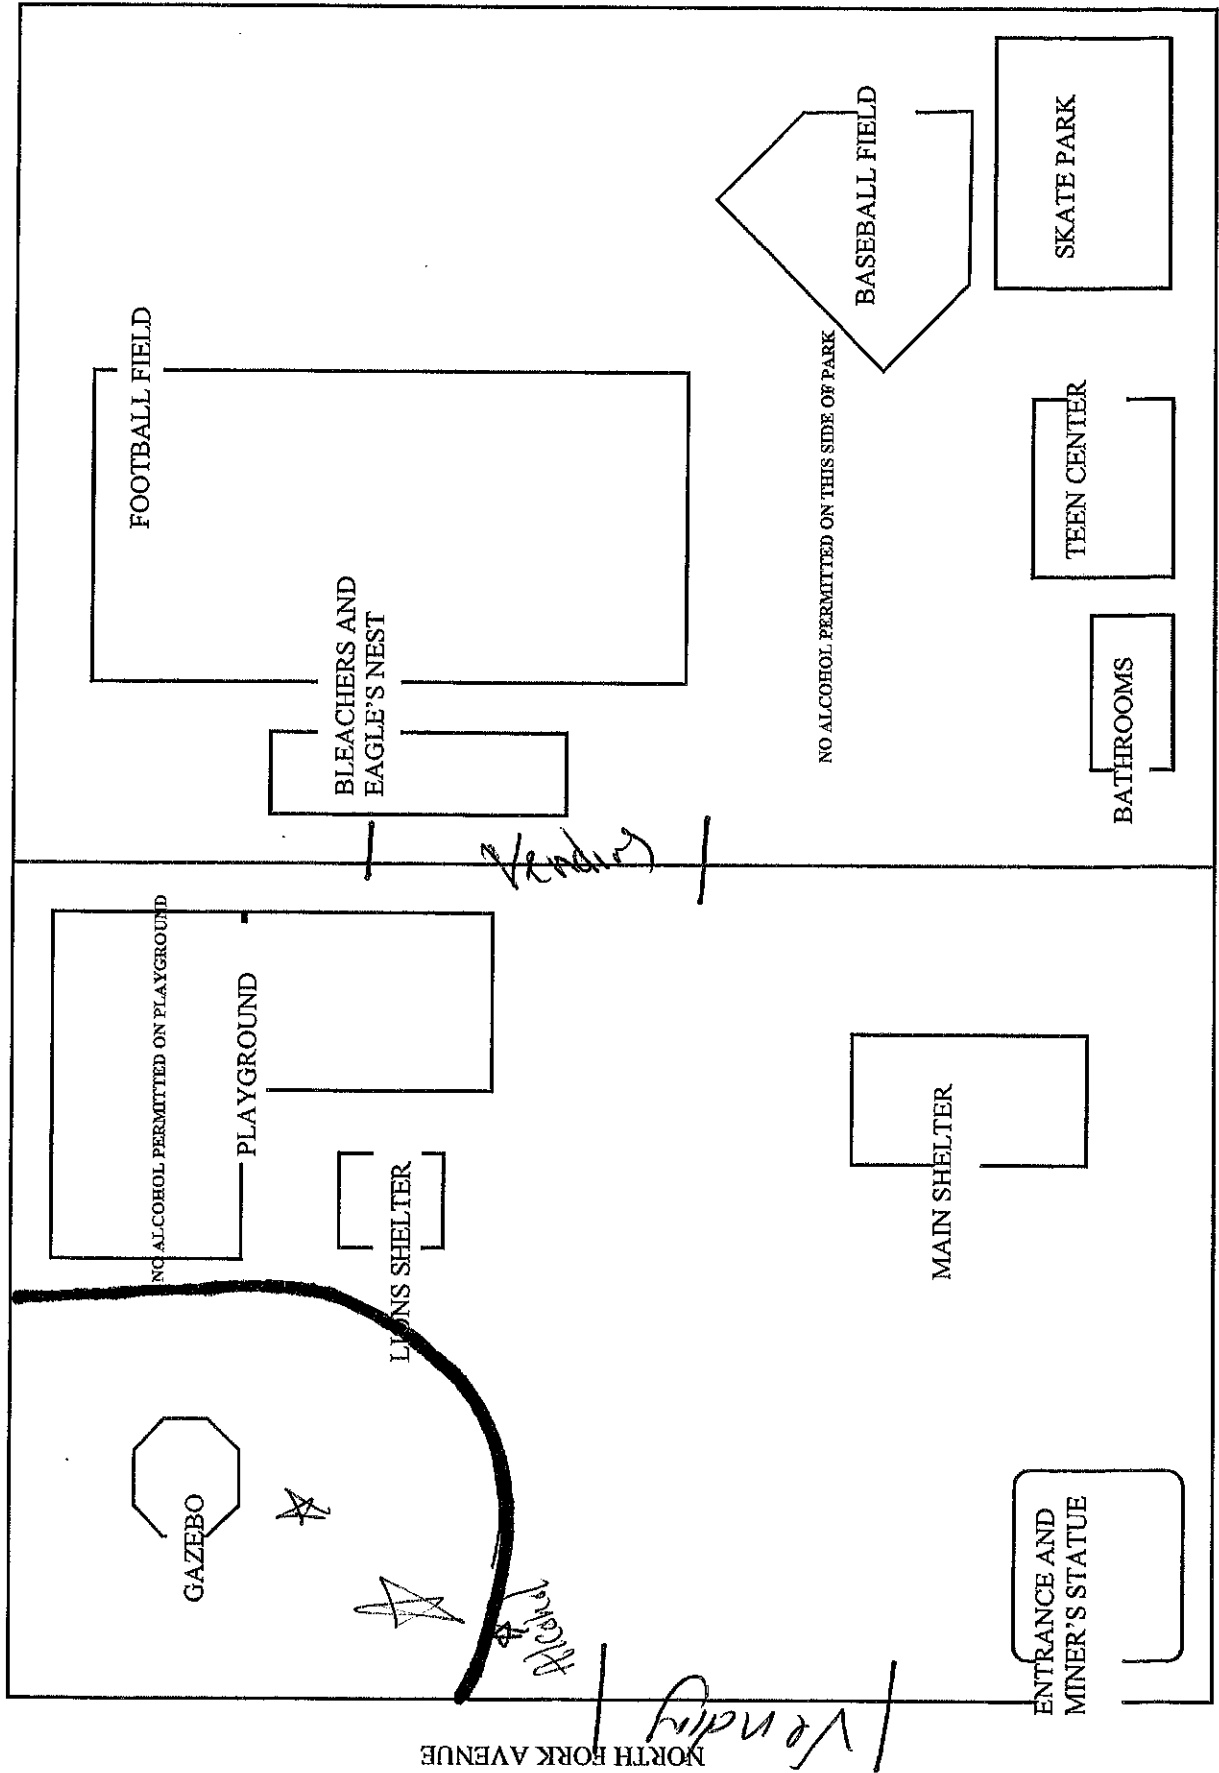 FOOTBALL FIELD
BLEACHERS AND
EAGLE'S NEST
NO ALCOHOL PERMITTED ON PLAYGROUND
PLAYGROUND
LIONS SHELTER
GAZEBO
Alcohol
Vending
Vending
NORTH FORK AVENUE
BASEBALL FIELD
NO ALCOHOL PERMITTED ON THIS SIDE OF PARK
SKATE PARK
TEEN CENTER
BATHROOMS
MAIN SHELTER
ENTRANCE AND
MINER'S STATUE